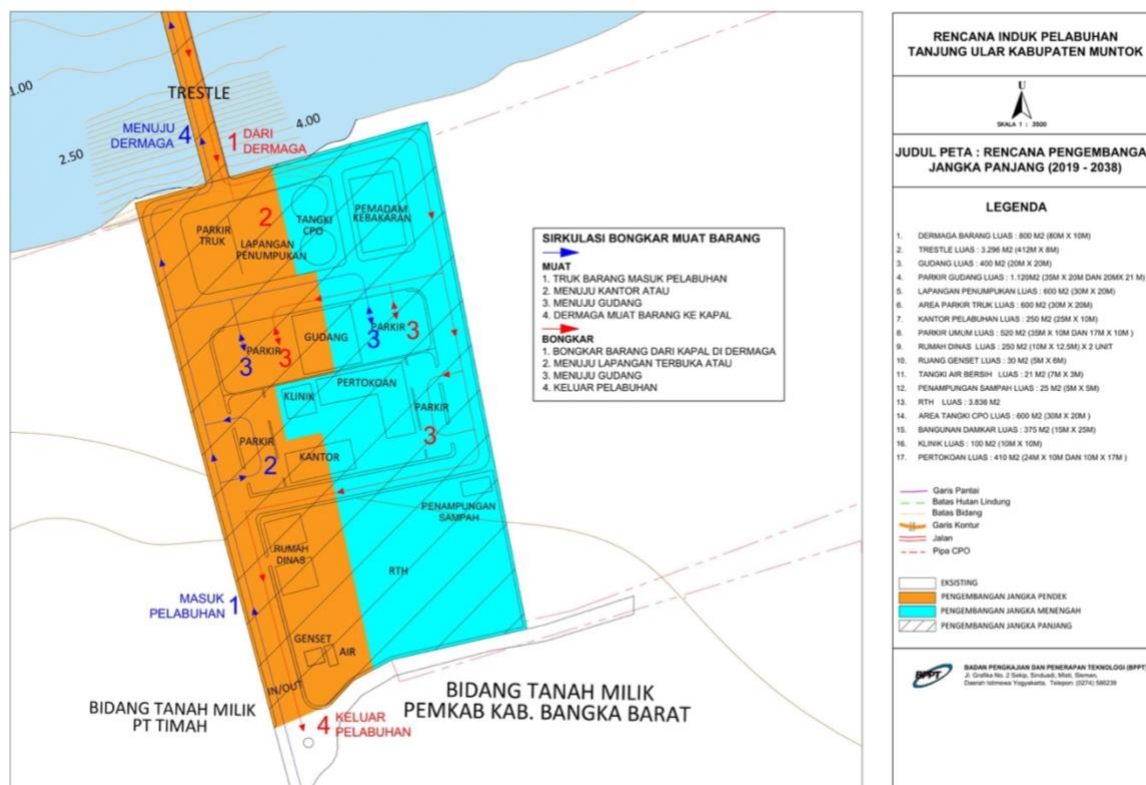 1.00
2.50
4.00
TRESTLE
MENUJU
DERMAGA
4
1
DARI
DERMAGA
PARKIR
TRUK
2
LAPANGAN
PENUMPUKAN
TANGKI
CPO
PEMADAM
KEBAKARAN
PARKIR
3
3
GUDANG
3
PARKIR
3
KLINIK
PERTOKOAN
PARKIR
3
PARKIR
2
KANTOR
PENAMPUNGAN
SAMPAH
RUMAH
DINAS
RTH
MASUK
PELABUHAN
1
GENSET
AIR
IN/OUT
4
KELUAR
PELABUHAN
BIDANG TANAH MILIK
PT TIMAH
BIDANG TANAH MILIK
PEMKAB KAB. BANGKA BARAT
SIRKULASI BONGKAR MUAT BARANG
MUAT
1. TRUK BARANG MASUK PELABUHAN
2. MENUJU KANTOR ATAU
3. MENUJU GUDANG
4. DERMAGA MUAT BARANG KE KAPAL
BONGKAR
1. BONGKAR BARANG DARI KAPAL DI DERMAGA
2. MENUJU LAPANGAN TERBUKA ATAU
3. MENUJU GUDANG
4. KELUAR PELABUHAN
RENCANA INDUK PELABUHAN
TANJUNG ULAR KABUPATEN MUNTOK
U
SKALA 1 : 3500
JUDUL PETA : RENCANA PENGEMBANGA
JANGKA PANJANG (2019 - 2038)
LEGENDA
1. DERMAGA BARANG LUAS : 800 M2 (80M X 10M)
2. TRESTLE LUAS : 3.296 M2 (412M X 8M)
3. GUDANG LUAS : 400 M2 (20M X 20M)
4. PARKIR GUDANG LUAS : 1.120M2 (35M X 20M DAN 20MX 21 M)
5. LAPANGAN PENUMPUKAN LUAS : 600 M2 (30M X 20M)
6. AREA PARKIR TRUK LUAS : 600 M2 (30M X 20M)
7. KANTOR PELABUHAN LUAS : 250 M2 (25M X 10M)
8. PARKIR UMUM LUAS : 520 M2 (35M X 10M DAN 17M X 10M )
9. RUMAH DINAS LUAS : 250 M2 (10M X 12.5M) X 2 UNIT
10. RUANG GENSET LUAS : 30 M2 (5M X 6M)
11. TANGKI AIR BERSIH LUAS : 21 M2 (7M X 3M)
12. PENAMPUNGAN SAMPAH LUAS : 25 M2 (5M X 5M)
13. RTH LUAS : 3.836 M2
14. AREA TANGKI CPO LUAS : 600 M2 (30M X 20M )
15. BANGUNAN DAMKAR LUAS : 375 M2 (15M X 25M)
16. KLINIK LUAS : 100 M2 (10M X 10M)
17. PERTOKOAN LUAS : 410 M2 (24M X 10M DAN 10M X 17M )
Garis Pantai
Batas Hutan Lindung
Batas Bidang
Garis Kontur
Jalan
Pipa CPO
EKSISTING
PENGEMBANGAN JANGKA PENDEK
PENGEMBANGAN JANGKA MENENGAH
PENGEMBANGAN JANGKA PANJANG
BPPT
BADAN PENGKAJIAN DAN PENERAPAN TEKNOLOGI (BPPT)
Jl. Grafika No. 2 Sekip, Sinduadi, Mlati, Sleman,
Daerah Istimewa Yogyakarta. Telepon: (0274) 586239